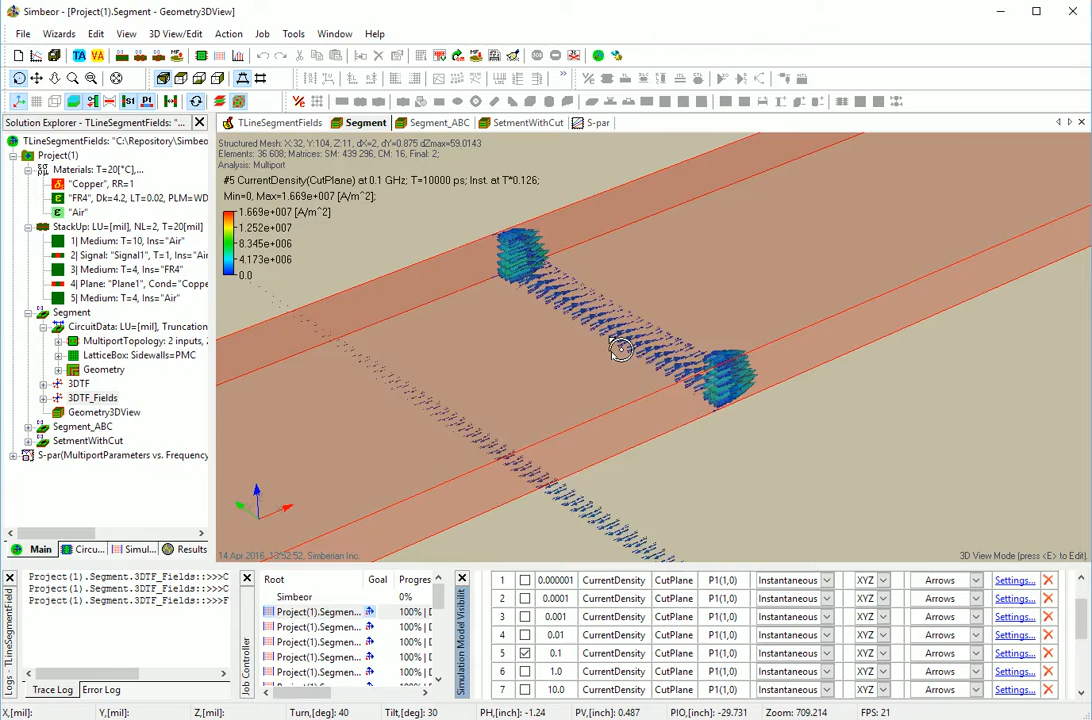 Simbeor - [Project(1).Segment - Geometry3DView]
File Wizards Edit View 3D View/Edit Action Job Tools Window Help
Solution Explorer - TLineSegmentFields: "...
TLineSegmentFields Segment Segment_ABC SetmentWithCut S-par
TLineSegmentFields: "C:\Repository\Simbeo
Project(1)
Materials: T=20[°C],...
"Copper", RR=1
"FR4", Dk=4.2, LT=0.02, PLM=WD
"Air"
StackUp: LU=[mil], NL=2, T=20[°C]
1| Medium: T=10, Ins="Air"
2| Signal: "Signal1", T=1, Ins="Air"
3| Medium: T=4, Ins="FR4"
4| Plane: "Plane1", Cond="Coppe
5| Medium: T=4, Ins="Air"
Segment
CircuitData: LU=[mil], Truncation
Multiport: Topology: 2 inputs,
LatticeBox: Sidewalls=PMC
Geometry
3DTF
3DTF_Fields
Geometry3DView
Segment_ABC
SetmentWithCut
S-par(MultiportParameters vs. Frequency
Main Circu... Simul... Results
Structured Mesh: X:32, Y:104, Z:11, dX=2, dY=0.875 dZmax=59.0143
Elements: 36 608; Matrices: SM: 439 296, CM: 16, Final: 2;
Analysis: Multiport
#5 CurrentDensity(CutPlane) at 0.1 GHz; T=10000 ps; Inst. at T*0.126;
Min=0, Max=1.669e+007 [A/m^2];
1.669e+007 [A/m^2]
1.252e+007
8.345e+006
4.173e+006
0.0
14 Apr 2016, 13:52:52, Simberian Inc.
3D View Mode (press <E> to Edit)
Logs - TLineSegmentField
Project(1).Segment.3DTF_Fields::>>>C
Project(1).Segment.3DTF_Fields::>>>C
Project(1).Segment.3DTF_Fields::>>>F
Trace Log Error Log
Job Controller
Root Goal Progres
Simbeor 0%
Project(1).Segmen... 100% | D
Project(1).Segmen... 100% | D
Project(1).Segmen... 100% | D
Project(1).Segmen... 100% | D
Project(1).Segmen... 100% | D
Simulation Model Visibility
1 0.000001 CurrentDensity CutPlane P1(1,0) Instantaneous XYZ Arrows Settings...
2 0.0001 CurrentDensity CutPlane P1(1,0) Instantaneous XYZ Arrows Settings...
3 0.001 CurrentDensity CutPlane P1(1,0) Instantaneous XYZ Arrows Settings...
4 0.01 CurrentDensity CutPlane P1(1,0) Instantaneous XYZ Arrows Settings...
5 0.1 CurrentDensity CutPlane P1(1,0) Instantaneous XYZ Arrows Settings...
6 1.0 CurrentDensity CutPlane P1(1,0) Instantaneous XYZ Arrows Settings...
7 10.0 CurrentDensity CutPlane P1(1,0) Instantaneous XYZ Arrows Settings...
X,[mil]: Y,[mil]: Z,[mil]: Turn,[deg]: 40 Tilt,[deg]: 30 PH,[inch]: -1.24 PV,[inch]: 0.487 PIO,[inch]: -29.731 Zoom: 709.214 FPS: 21